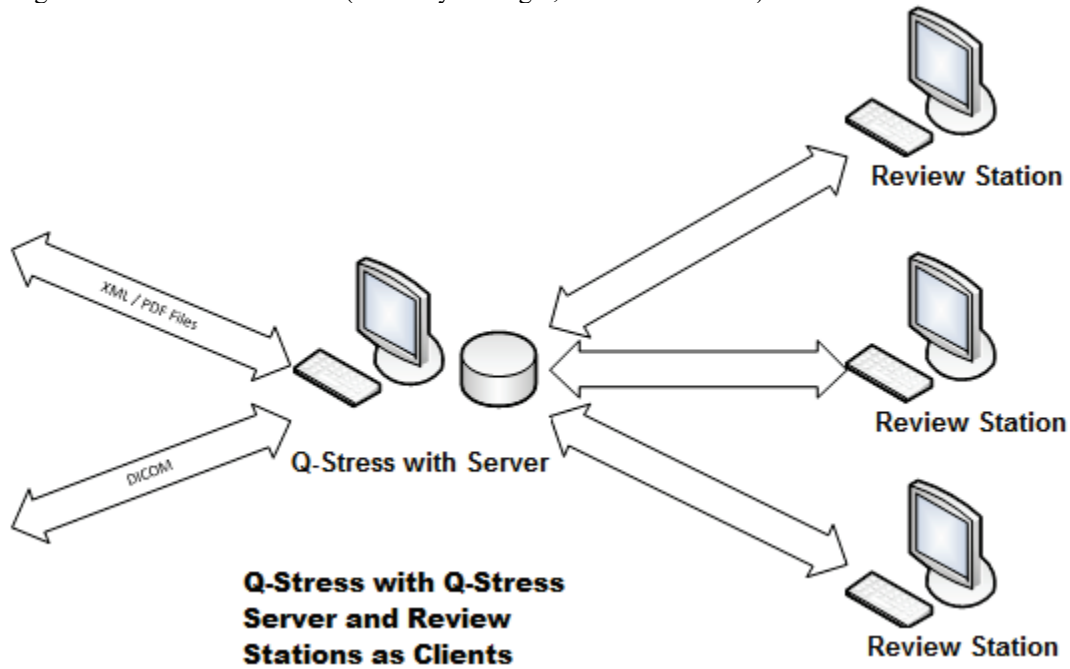 Review Station
XML / PDF Files
Review Station
Q-Stress with Server
DICOM
Q-Stress with Q-Stress
Server and Review
Stations as Clients
Review Station